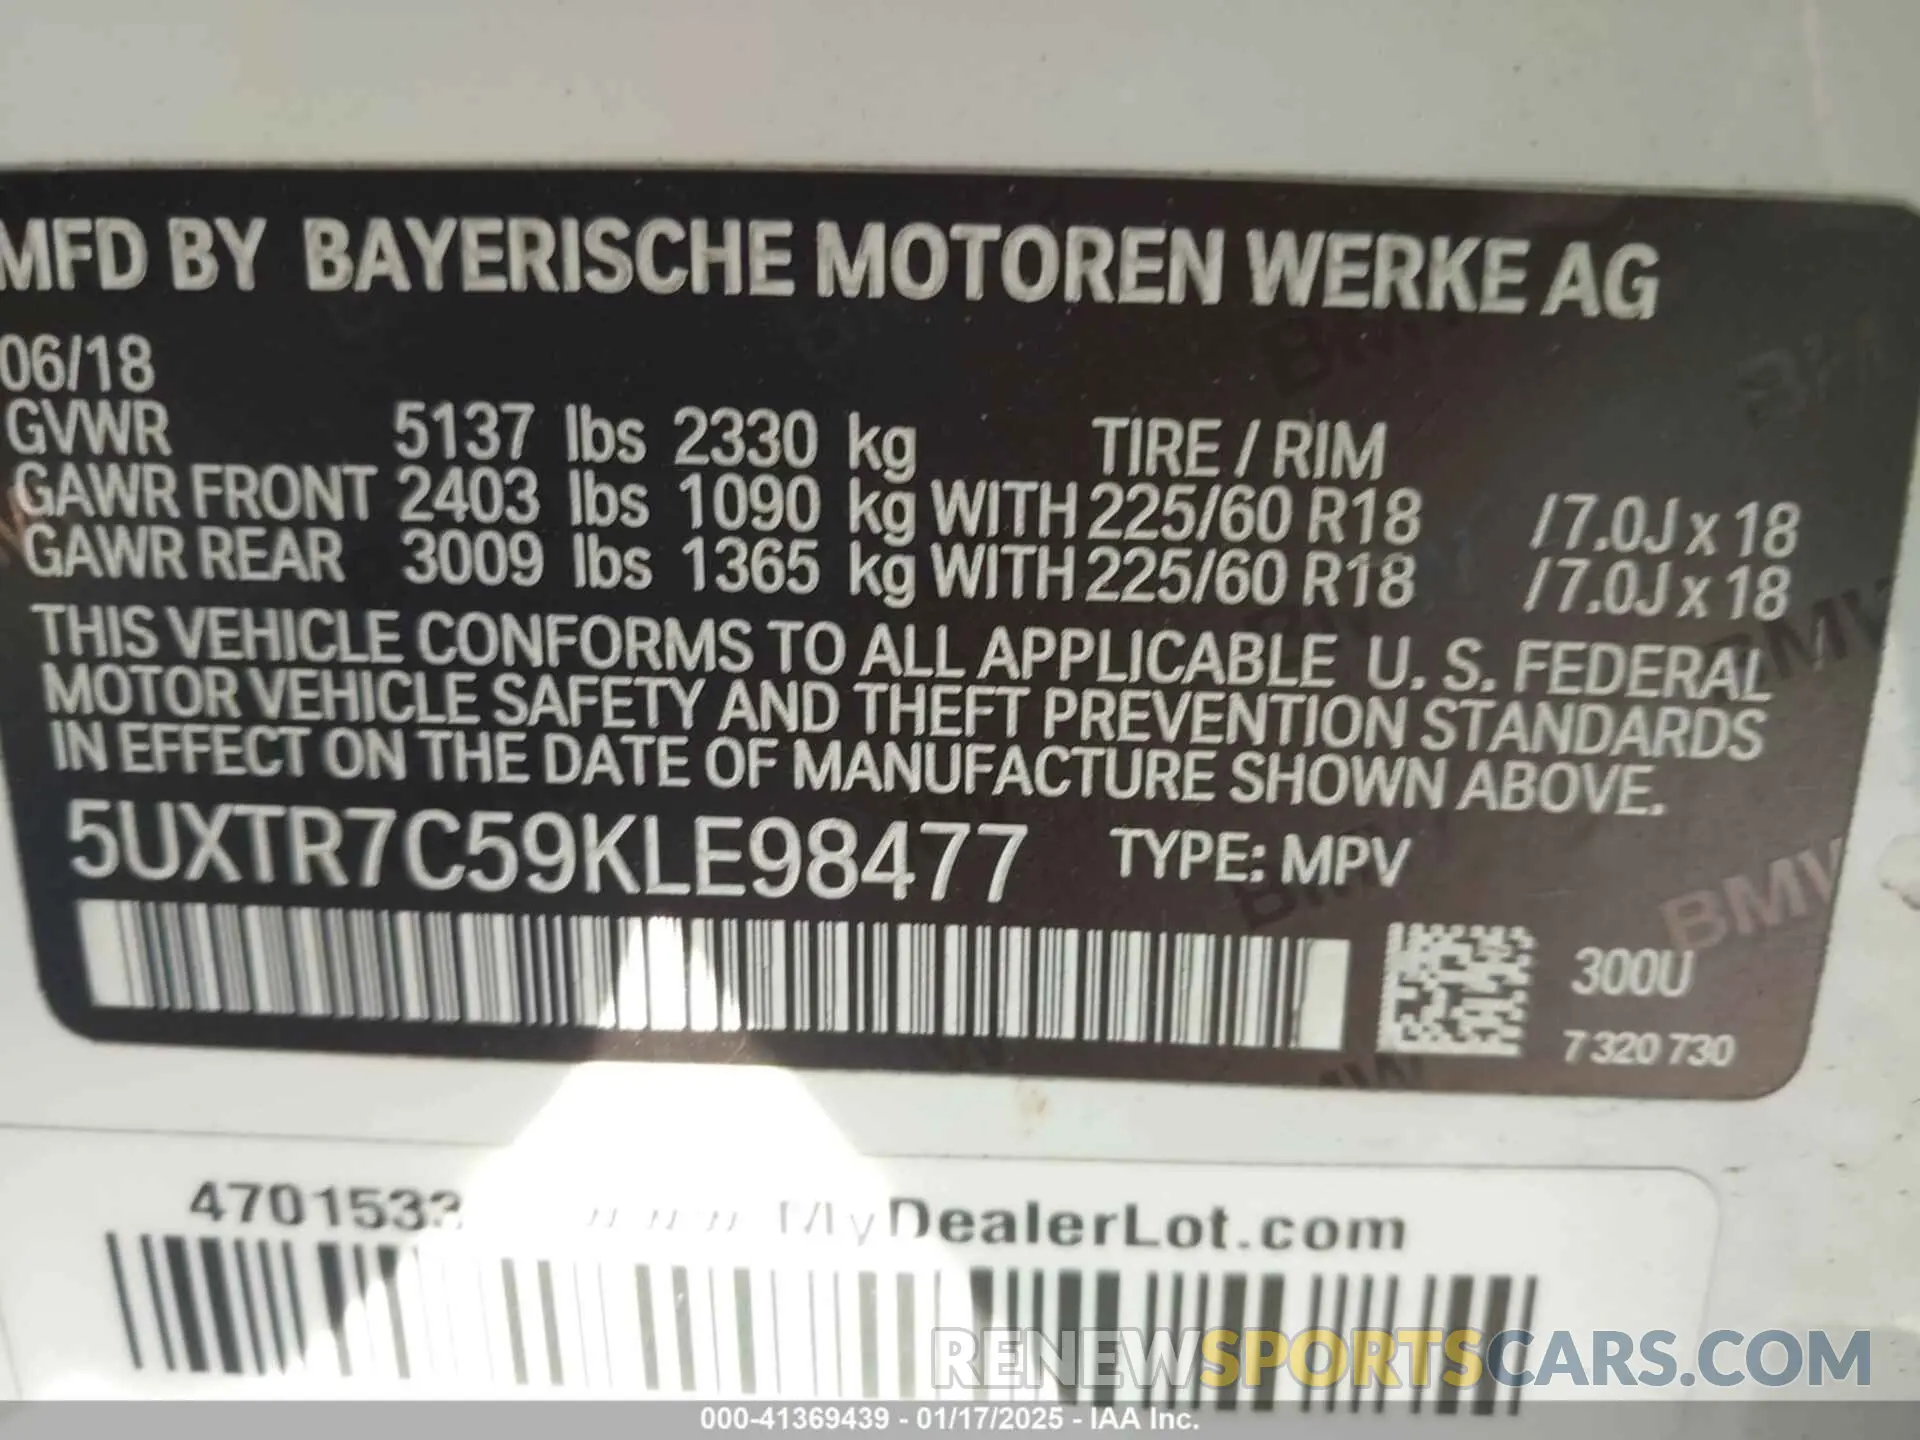 MFD BY BAYERISCHE MOTOREN WERKE AG
06/18
GVWR 5137 lbs 2330 kg TIRE / RIM
GAWR FRONT 2403 lbs 1090 kg WITH 225/60 R18 /7.0J x 18
GAWR REAR 3009 lbs 1365 kg WITH 225/60 R18 /7.0J x 18
THIS VEHICLE CONFORMS TO ALL APPLICABLE U. S. FEDERAL
MOTOR VEHICLE SAFETY AND THEFT PREVENTION STANDARDS
IN EFFECT ON THE DATE OF MANUFACTURE SHOWN ABOVE.
5UXTR7C59KLE98477 TYPE: MPV
300U
7 320 730
BMW
4701533 www.MyDealerLot.com
RENEWSPORTSCARS.COM
000-41369439 - 01/17/2025 - IAA Inc.